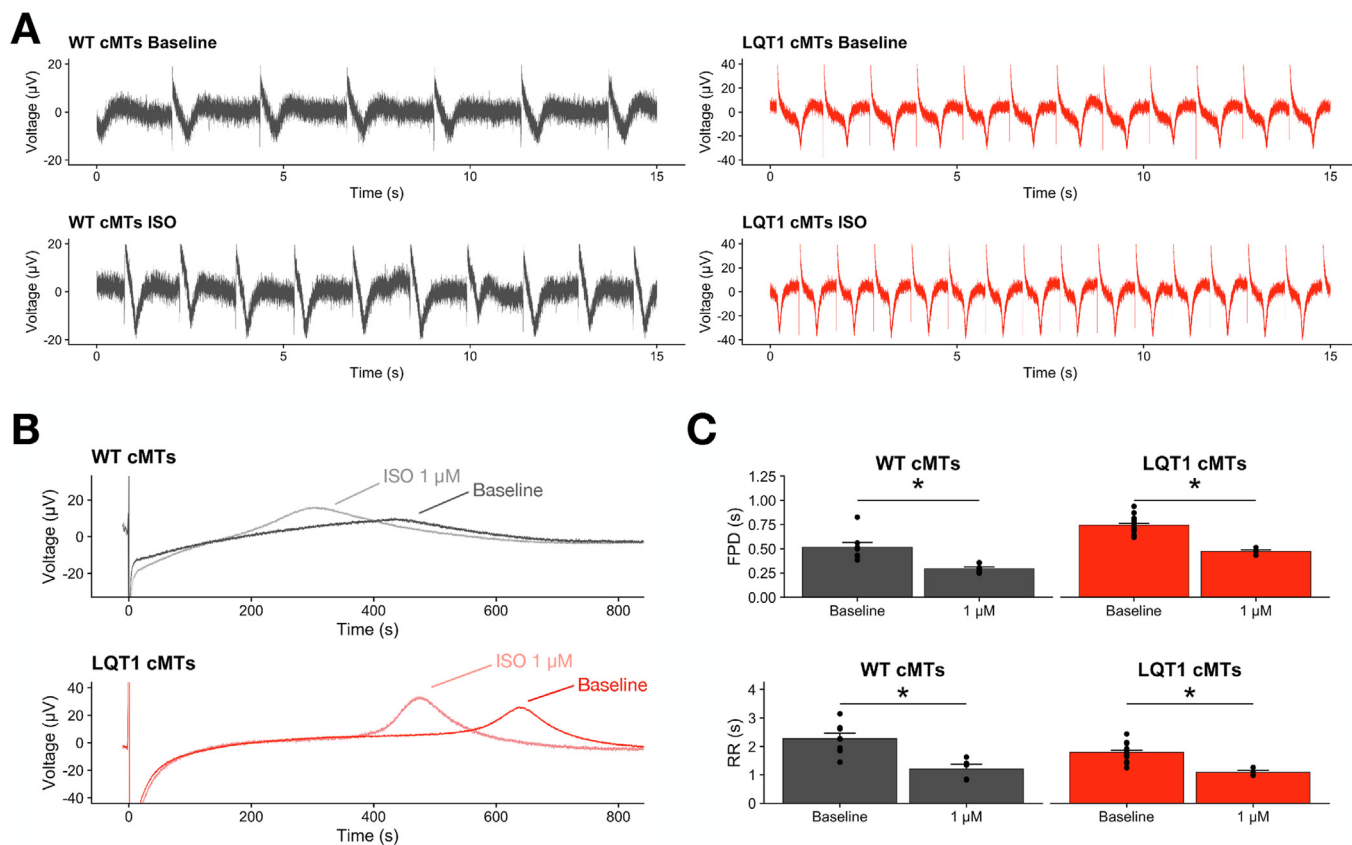 A
WT cMTs Baseline
20
0
-20
Voltage (µV)
0 5 10 15
Time (s)
LQT1 cMTs Baseline
40
20
0
-20
-40
Voltage (µV)
0 5 10 15
Time (s)
WT cMTs ISO
20
0
-20
Voltage (µV)
0 5 10 15
Time (s)
LQT1 cMTs ISO
40
20
0
-20
-40
Voltage (µV)
0 5 10 15
Time (s)
B
WT cMTs
ISO 1 µM
Baseline
20
0
-20
Voltage (µV)
0 200 400 600 800
Time (s)
LQT1 cMTs
ISO 1 µM
Baseline
40
20
0
-20
-40
Voltage (µV)
0 200 400 600 800
Time (s)
C
WT cMTs
LQT1 cMTs
* *
1.25
1.00
0.75
0.50
0.25
0.00
FPD (s)
Baseline 1 µM Baseline 1 µM
WT cMTs
LQT1 cMTs
* *
4
3
2
1
0
RR (s)
Baseline 1 µM Baseline 1 µM